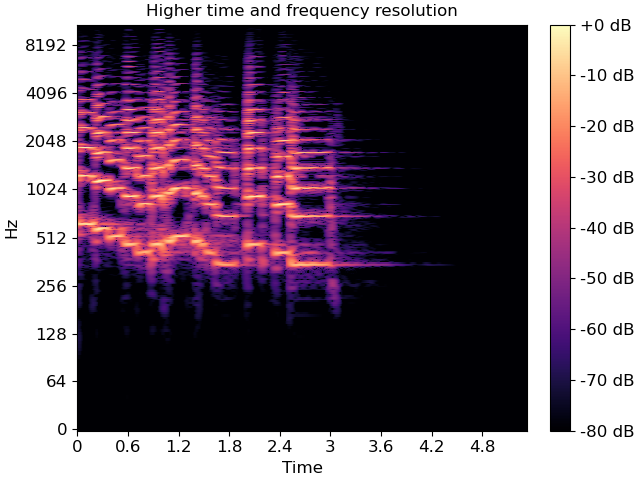 Higher time and frequency resolution
8192
4096
2048
1024
512
256
128
64
0
Hz
0 0.6 1.2 1.8 2.4 3 3.6 4.2 4.8
Time
+0 dB
-10 dB
-20 dB
-30 dB
-40 dB
-50 dB
-60 dB
-70 dB
-80 dB